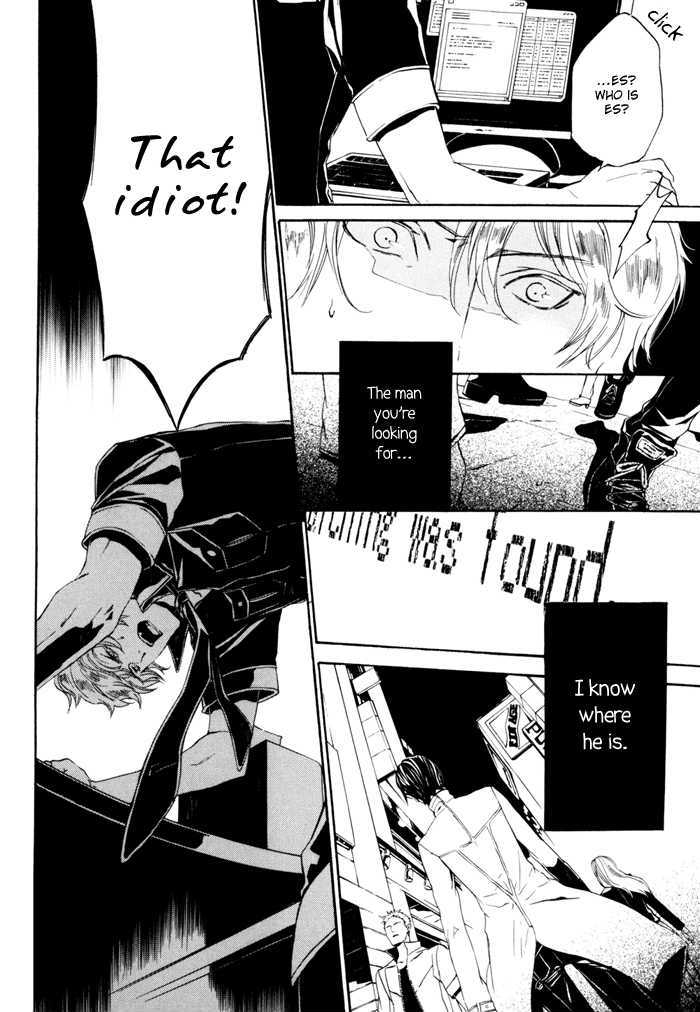 click
...ES?
WHO IS
ES?
The man
you're
looking
for...
was found
I know
where
he is.
That
idiot!